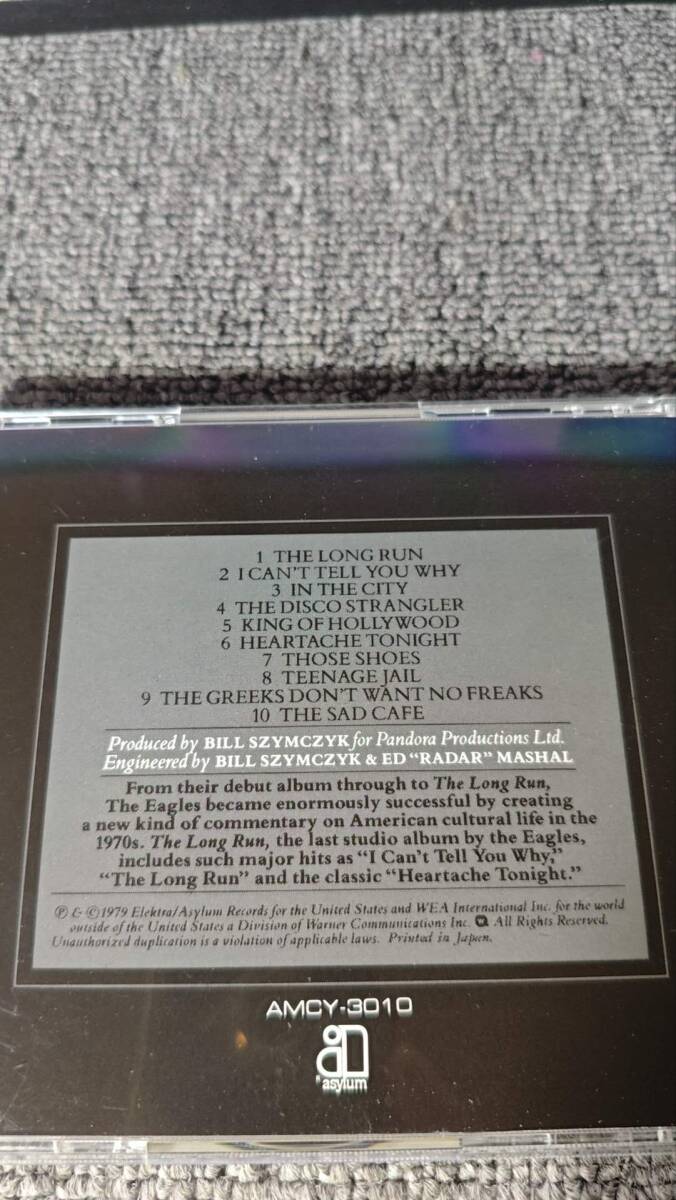 1 THE LONG RUN
2 I CAN'T TELL YOU WHY
3 IN THE CITY
4 THE DISCO STRANGLER
5 KING OF HOLLYWOOD
6 HEARTACHE TONIGHT
7 THOSE SHOES
8 TEENAGE JAIL
9 THE GREEKS DON'T WANT NO FREAKS
10 THE SAD CAFE
Produced by BILL SZYMCZYK for Pandora Productions Ltd.
Engineered by BILL SZYMCZYK & ED "RADAR" MASHAL
From their debut album through to The Long Run,
The Eagles became enormously successful by creating
a new kind of commentary on American cultural life in the
1970s. The Long Run, the last studio album by the Eagles,
includes such major hits as "I Can't Tell You Why,"
"The Long Run" and the classic "Heartache Tonight."
℗ & ©1979 Elektra/Asylum Records for the United States and WEA International Inc. for the world
outside of the United States a Division of Warner Communications Inc. All Rights Reserved.
Unauthorized duplication is a violation of applicable laws. Printed in Japan.
AMCY-3010
asylum